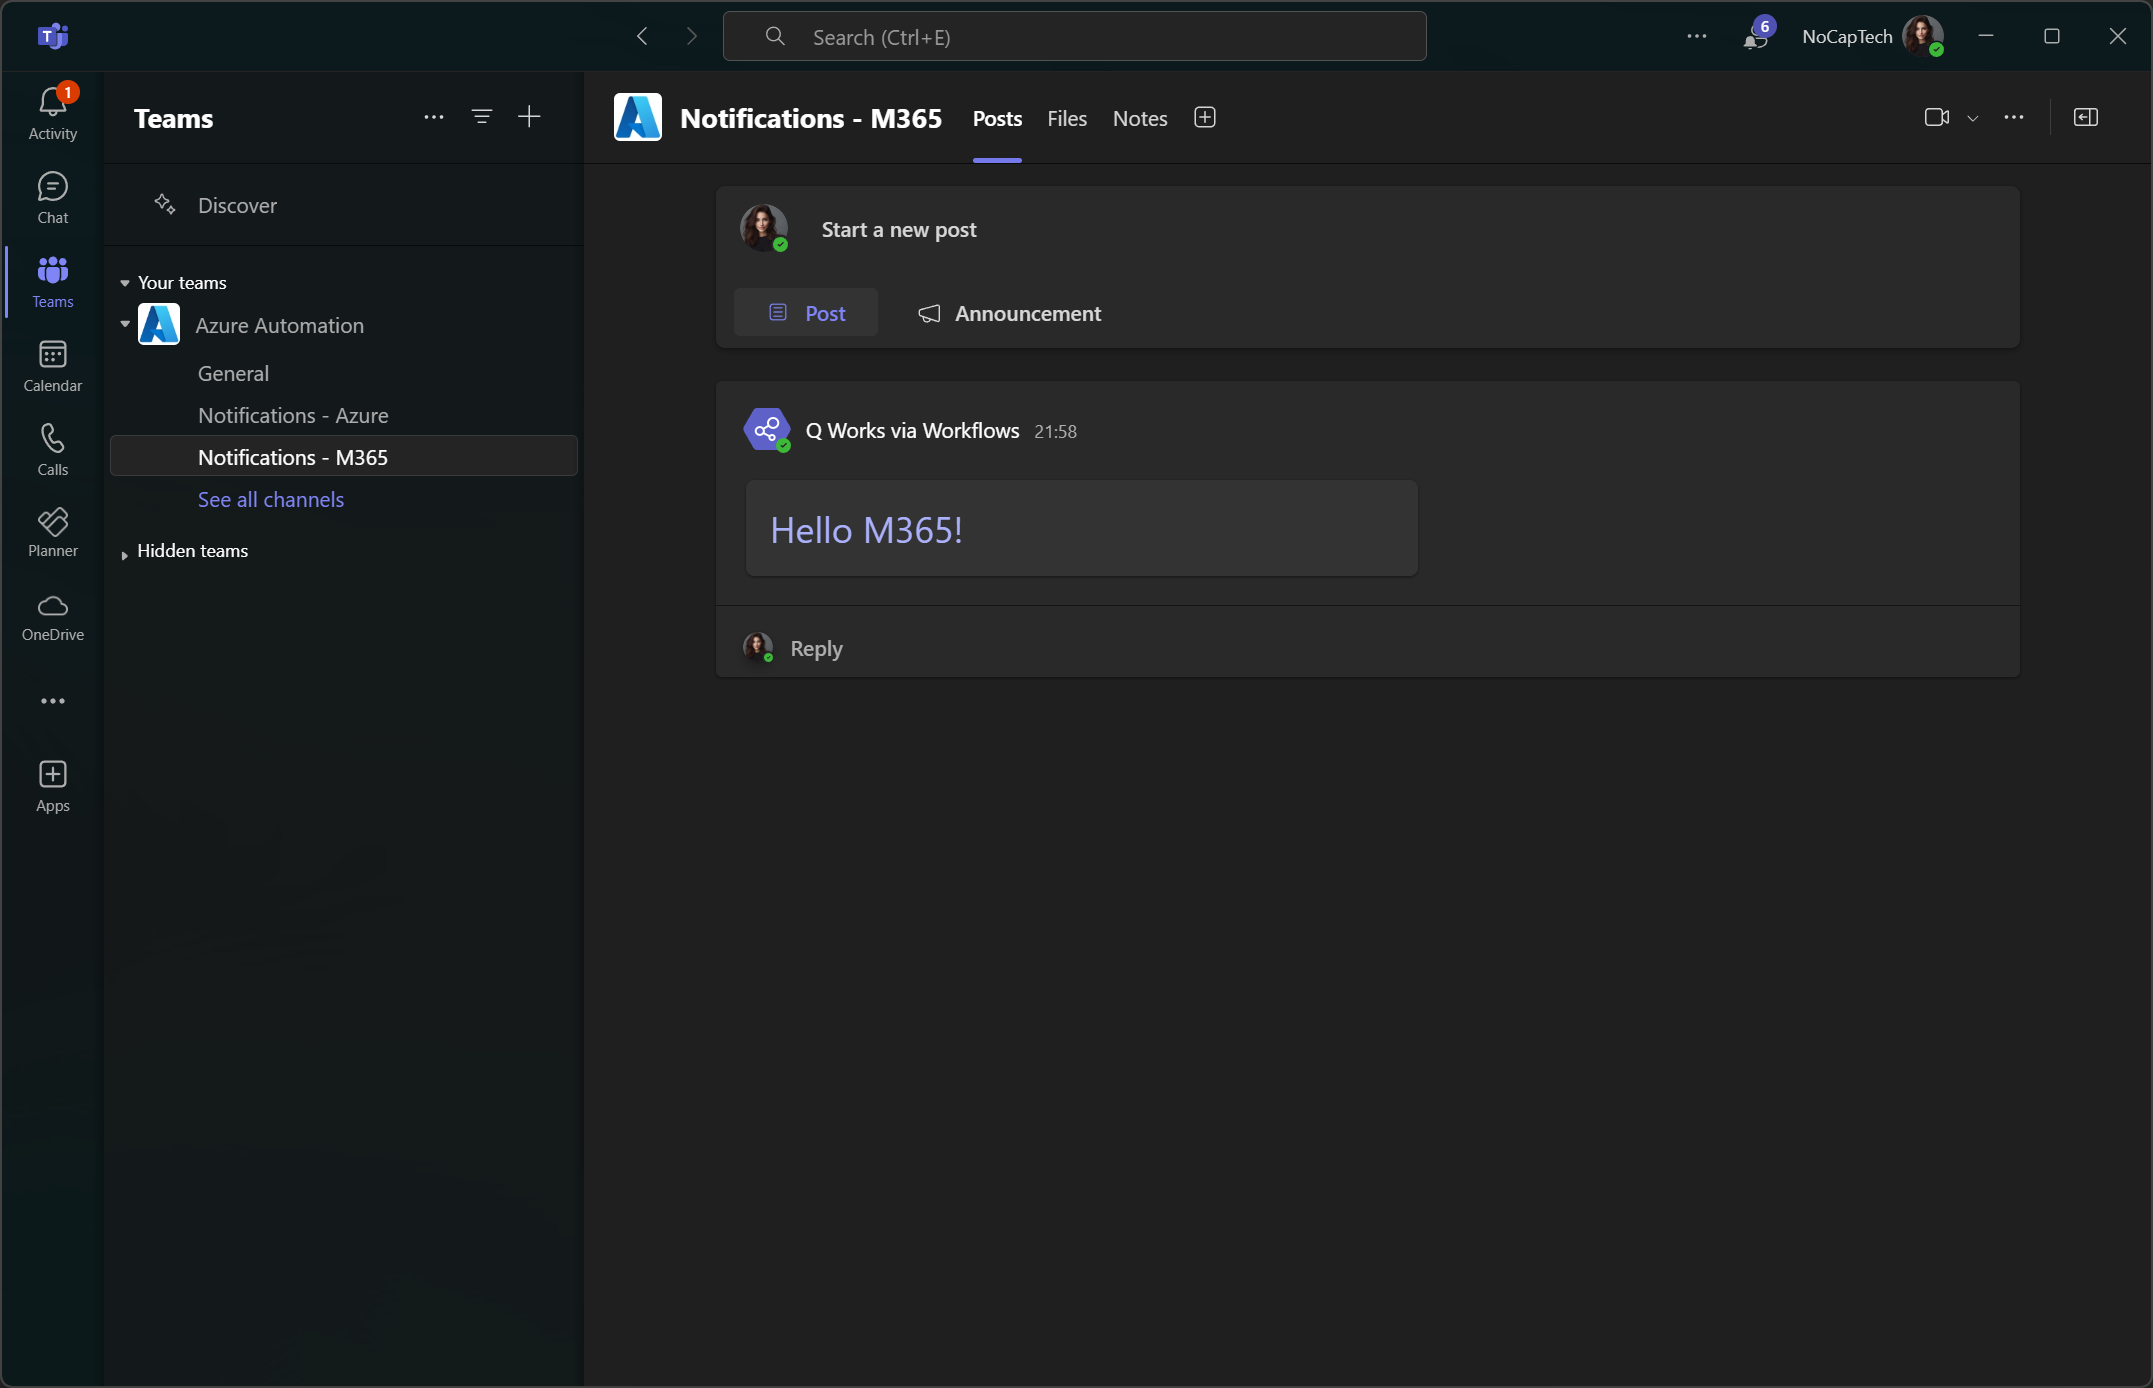 T
Search (Ctrl+E)
6
NoCapTech
1
Activity
Chat
Teams
Calendar
Calls
Planner
OneDrive
Apps
Teams
Discover
Your teams
Azure Automation
General
Notifications - Azure
Notifications - M365
See all channels
Hidden teams
Notifications - M365 Posts Files Notes
Start a new post
Post Announcement
Q Works via Workflows 21:58
Hello M365!
Reply